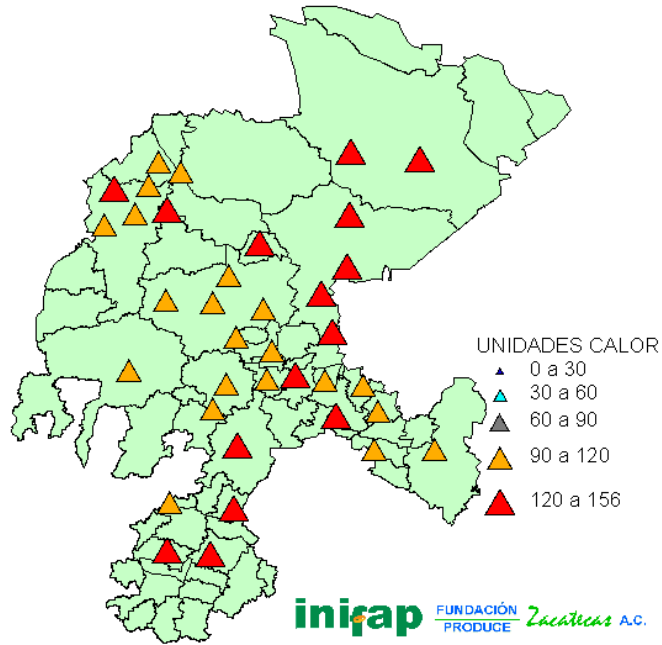 UNIDADES CALOR
0 a 30
30 a 60
60 a 90
90 a 120
120 a 156
inifap
FUNDACIÓN
PRODUCE
Zacatecas A.C.